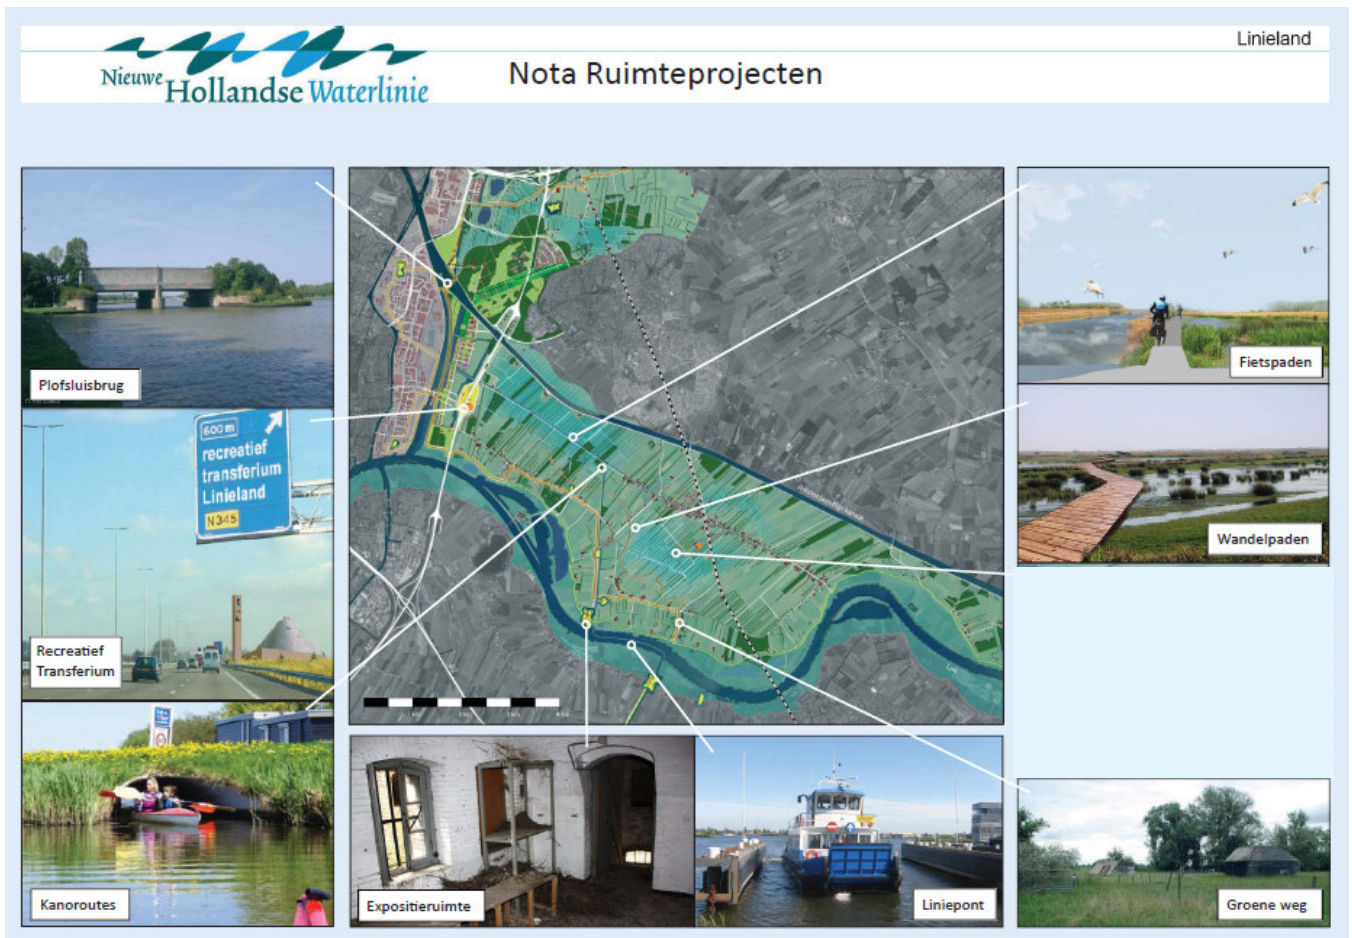 Linieland
Nieuwe
Hollandse Waterlinie
Nota Ruimteprojecten
Plofsluisbrug
600 m
recreatief
transferium
Linieland
N345
Recreatief
Transferium
Kanoroutes
Expositieruimte
Liniepont
Fietspaden
Wandelpaden
Groene weg